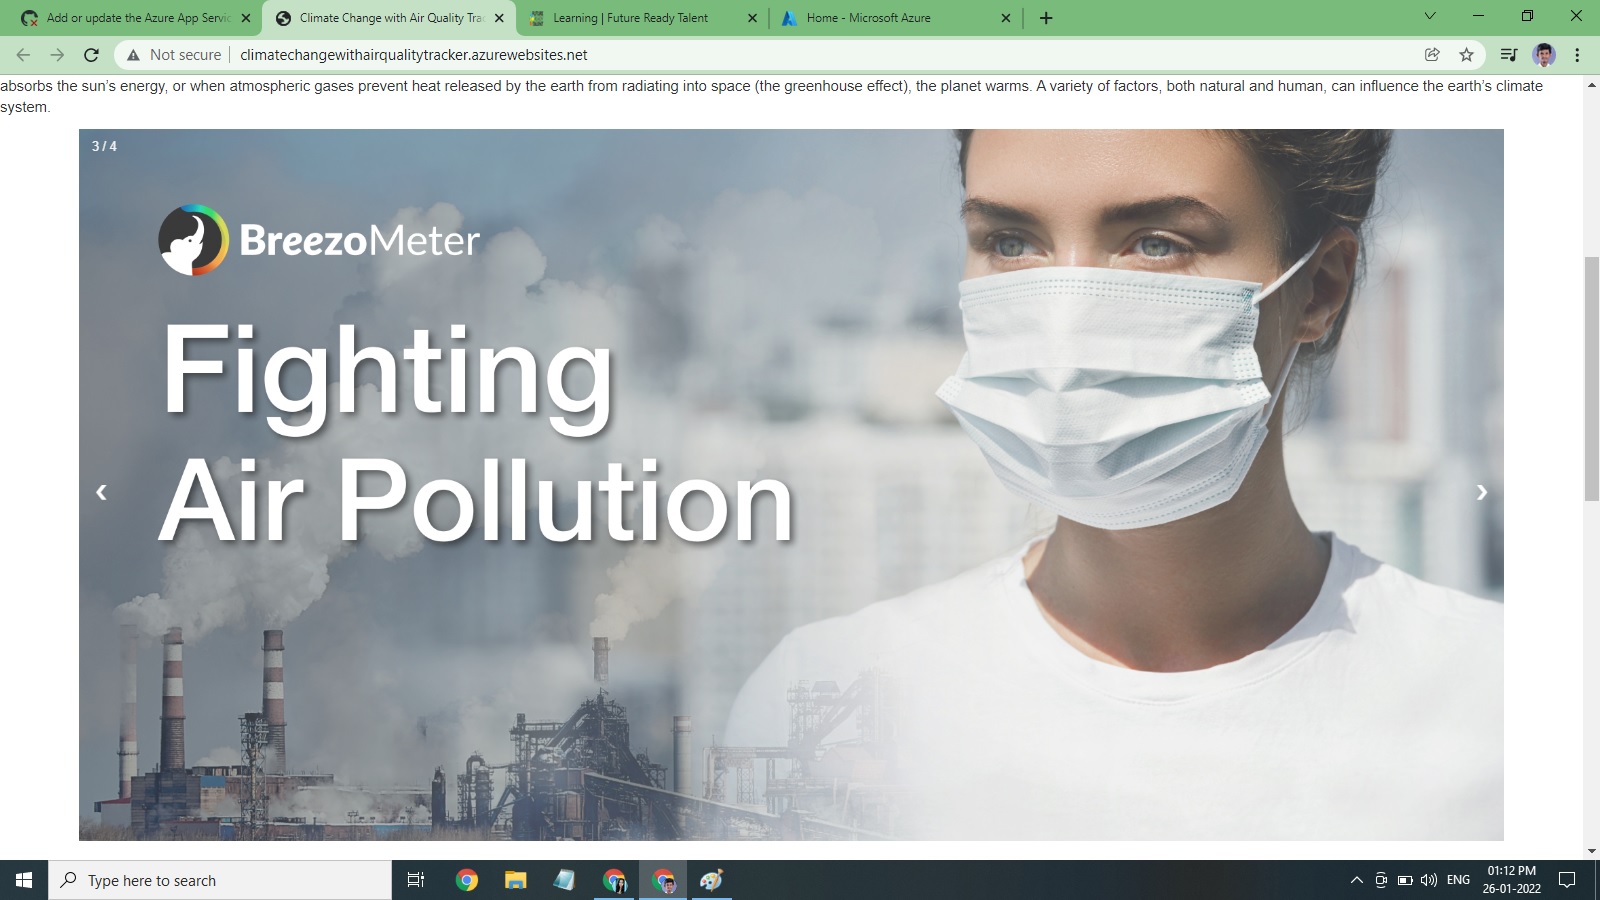 Add or update the Azure App Servic
Climate Change with Air Quality Tra
Learning | Future Ready Talent
Home - Microsoft Azure
Not secure
climatechangewithairqualitytracker.azurewebsites.net
absorbs the sun’s energy, or when atmospheric gases prevent heat released by the earth from radiating into space (the greenhouse effect), the planet warms. A variety of factors, both natural and human, can influence the earth’s climate
system.
3 / 4
BreezoMeter
Fighting
Air Pollution
Type here to search
ENG
01:12 PM
26-01-2022